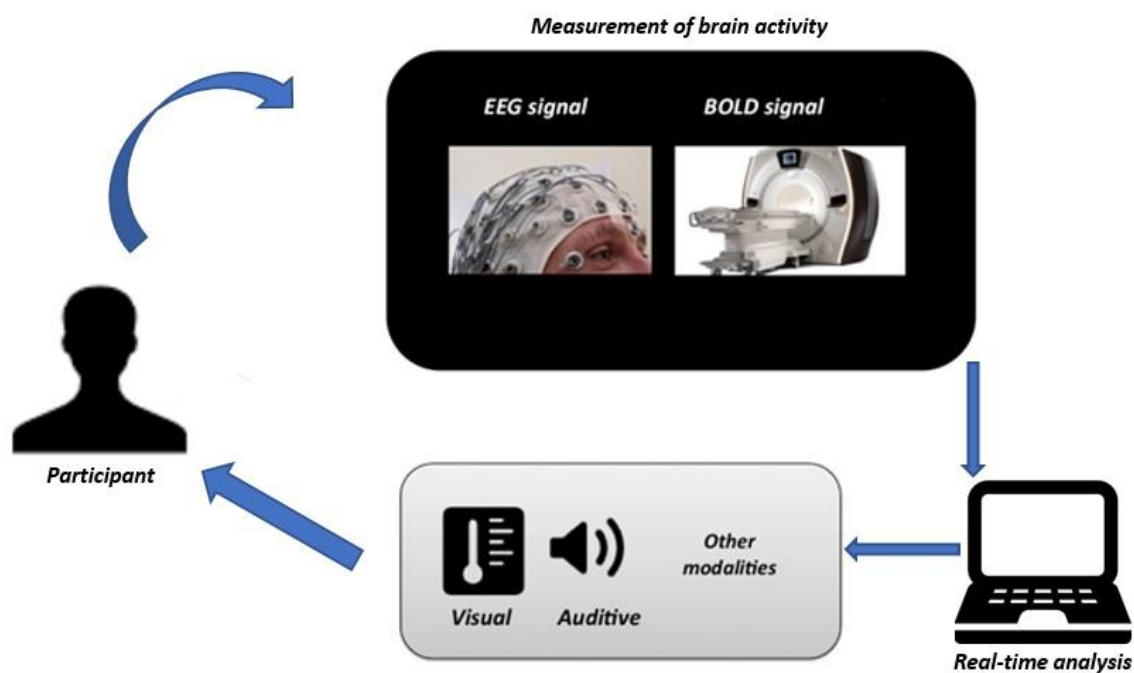 Measurement of brain activity
EEG signal
BOLD signal
Participant
Visual
Auditive
Other
modalities
Real-time analysis